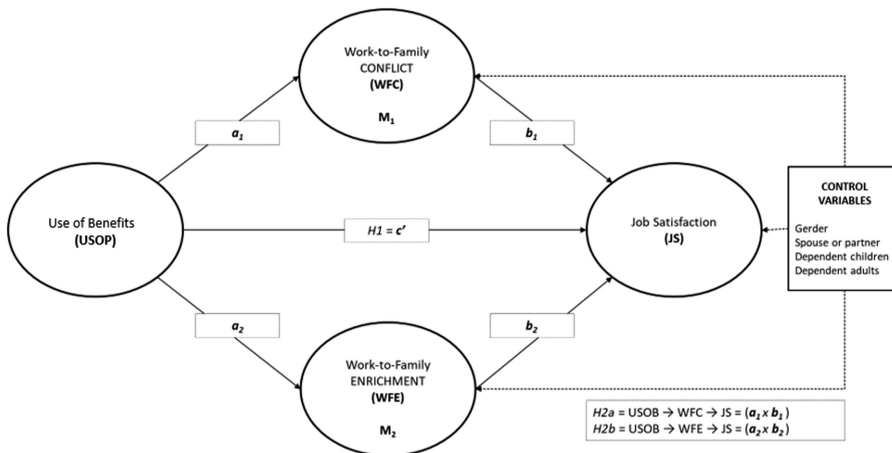 Work-to-Family
CONFLICT
(WFC)
M1
a1
b1
Use of Benefits
(USOP)
H1 = c'
Job Satisfaction
(JS)
CONTROL
VARIABLES
Gerder
Spouse or partner
Dependent children
Dependent adults
a2
b2
Work-to-Family
ENRICHMENT
(WFE)
M2
H2a = USOB → WFC → JS = (a1 x b1)
H2b = USOB → WFE → JS = (a2 x b2)